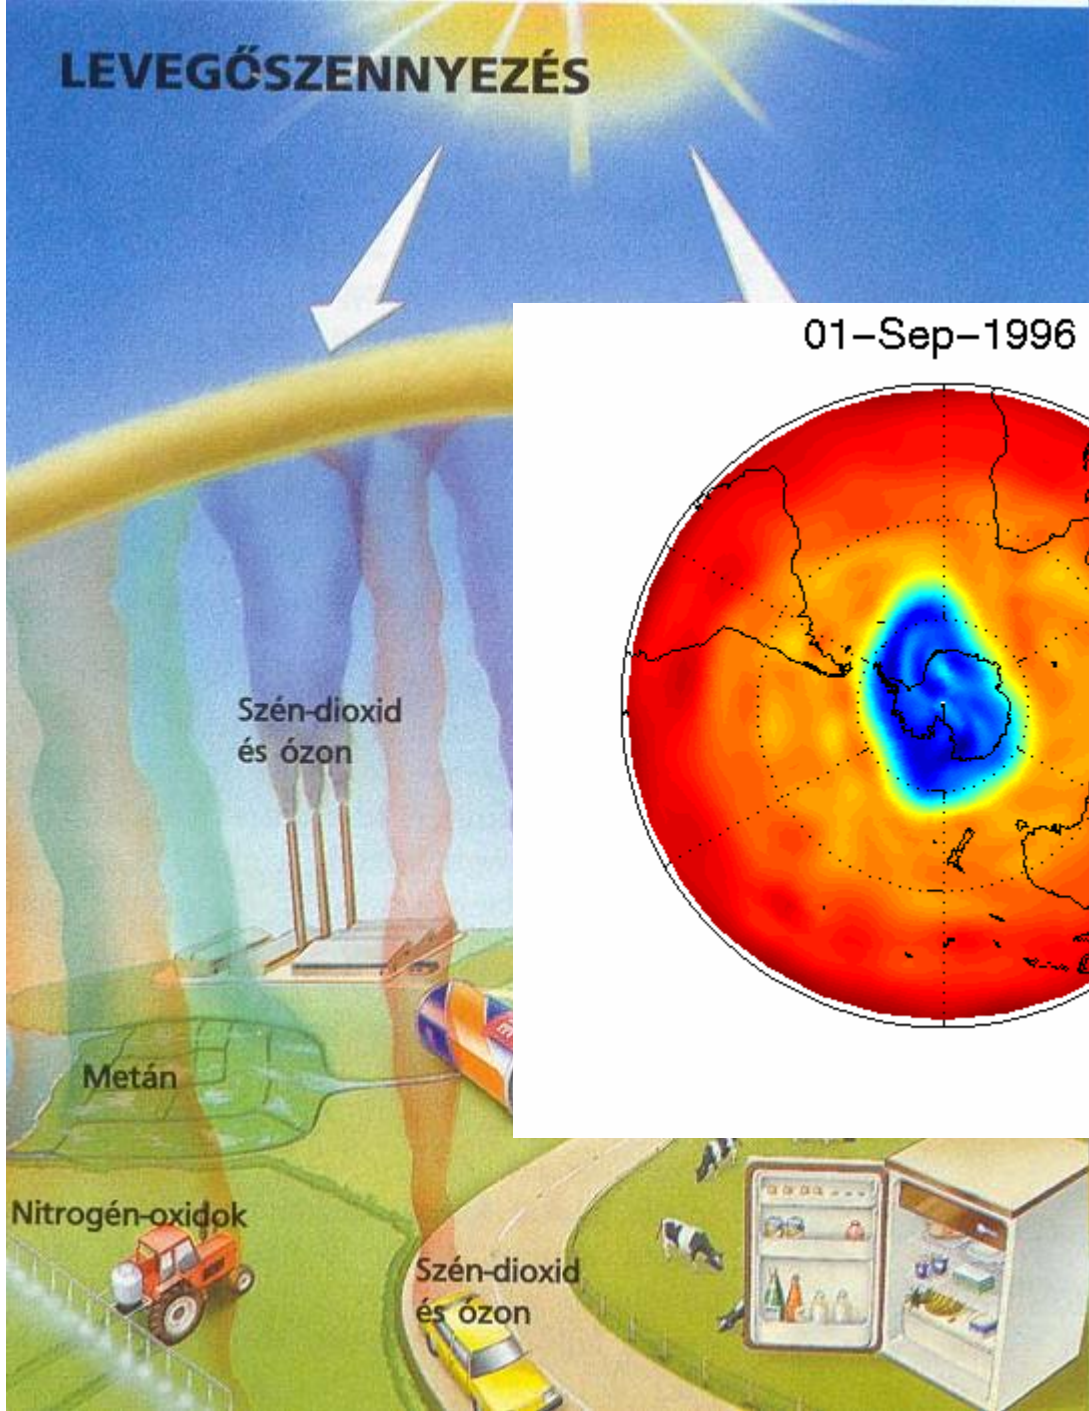 LEVEGŐSZENNYEZÉS
01-Sep-1996
Szén-dioxid
és ózon
Metán
Nitrogén-oxidok
Szén-dioxid
és ózon